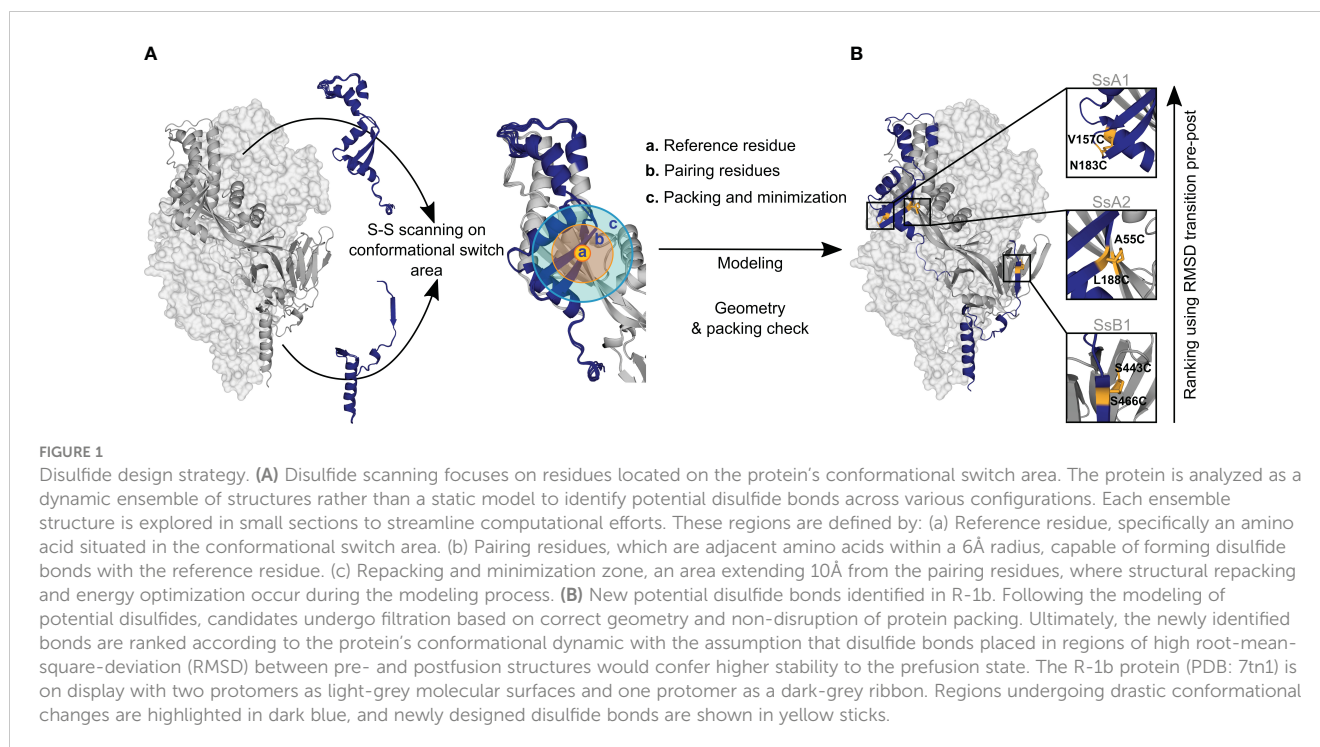 A
S-S scanning on
conformational switch
area
a
b
c
a. Reference residue
b. Pairing residues
c. Packing and minimization
Modeling
Geometry
& packing check
B
SsA1
V157C
N183C
SsA2
A55C
L188C
SsB1
S443C
S466C
Ranking using RMSD transition pre-post
FIGURE 1
Disulfide design strategy. (A) Disulfide scanning focuses on residues located on the protein's conformational switch area. The protein is analyzed as a
dynamic ensemble of structures rather than a static model to identify potential disulfide bonds across various configurations. Each ensemble
structure is explored in small sections to streamline computational efforts. These regions are defined by: (a) Reference residue, specifically an amino
acid situated in the conformational switch area. (b) Pairing residues, which are adjacent amino acids within a 6Å radius, capable of forming disulfide
bonds with the reference residue. (c) Repacking and minimization zone, an area extending 10Å from the pairing residues, where structural repacking
and energy optimization occur during the modeling process. (B) New potential disulfide bonds identified in R-1b. Following the modeling of
potential disulfides, candidates undergo filtration based on correct geometry and non-disruption of protein packing. Ultimately, the newly identified
bonds are ranked according to the protein's conformational dynamic with the assumption that disulfide bonds placed in regions of high root-mean-
square-deviation (RMSD) between pre- and postfusion structures would confer higher stability to the prefusion state. The R-1b protein (PDB: 7tn1) is
on display with two protomers as light-grey molecular surfaces and one protomer as a dark-grey ribbon. Regions undergoing drastic conformational
changes are highlighted in dark blue, and newly designed disulfide bonds are shown in yellow sticks.